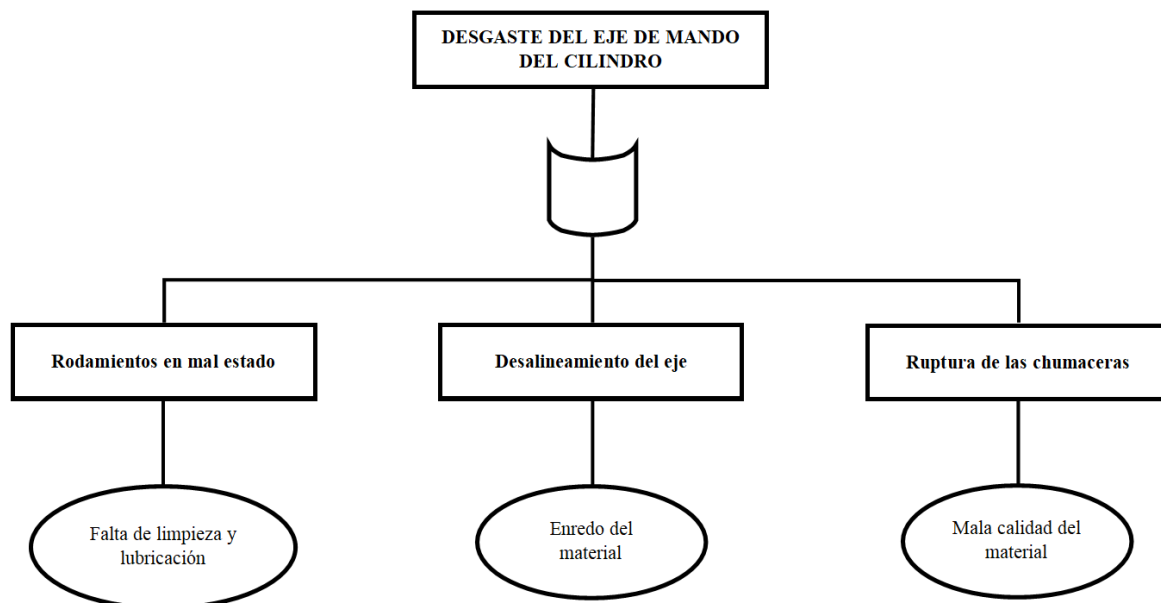 DESGASTE DEL EJE DE MANDO
DEL CILINDRO
Rodamientos en mal estado
Desalineamiento del eje
Ruptura de las chumaceras
Falta de limpieza y
lubricación
Enredo del
material
Mala calidad del
material